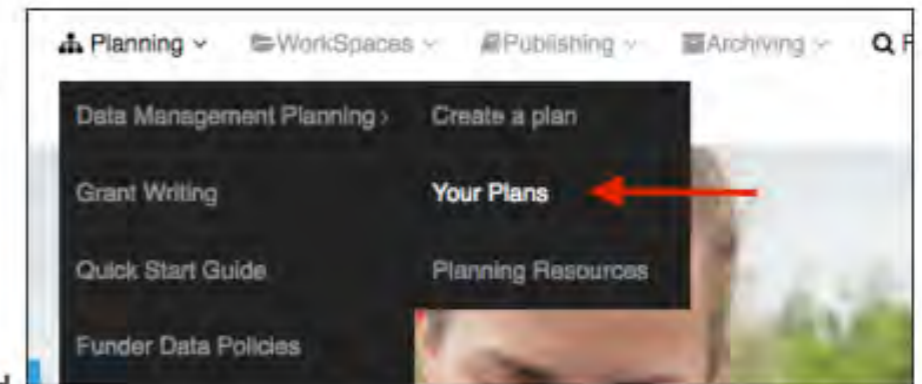 Planning WorkSpaces Publishing Archiving F
Data Management Planning › Create a plan
Grant Writing Your Plans
Quick Start Guide Planning Resources
Funder Data Policies